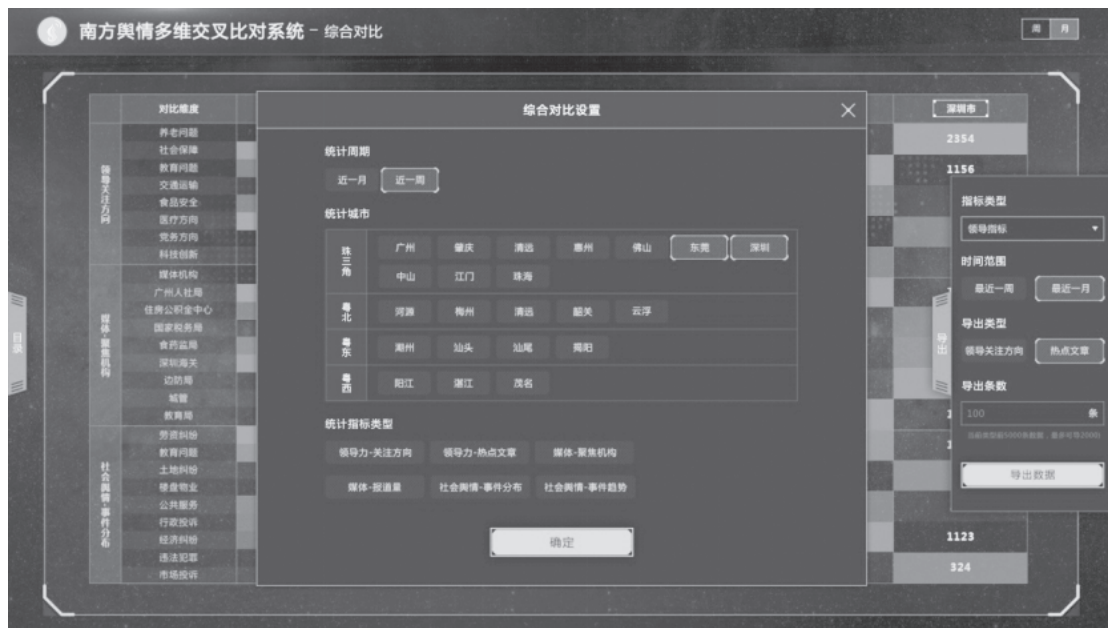 南方舆情多维交叉比对系统 - 综合对比
周 月
对比维度
深圳市
领导关注方向
养老问题
社会保障
教育问题
交通运输
食品安全
医疗方向
党务方向
科技创新
媒体·聚焦机构
媒体机构
广州人社局
住房公积金中心
国家税务局
食药监局
深圳海关
边防局
城管
教育局
社会舆情·事件分布
劳资纠纷
教育问题
土地纠纷
楼盘物业
公共服务
行政投诉
经济纠纷
违法犯罪
市场投诉
2354
1156
1123
324
目录
综合对比设置
统计周期
近一月 近一周
统计城市
珠三角
广州 肇庆 清远 惠州 佛山 东莞 深圳
中山 江门 珠海
粤北
河源 梅州 清远 韶关 云浮
粤东
潮州 汕头 汕尾 揭阳
粤西
阳江 湛江 茂名
统计指标类型
领导力-关注方向 领导力-热点文章 媒体-聚焦机构
媒体-报道量 社会舆情-事件分布 社会舆情-事件趋势
确定
导出
指标类型
领导指标
时间范围
最近一周 最近一月
导出类型
领导关注方向 热点文章
导出条数
100 条
导出数据